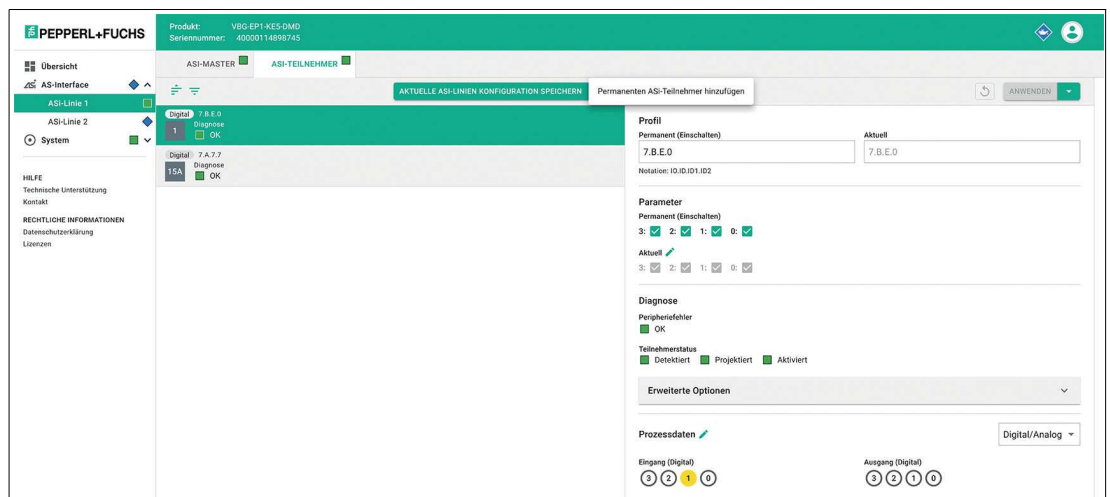 PEPPERL+FUCHS
Produkt: VBG-EP1-KE5-DMD
Seriennummer: 40000114898745
Übersicht
AS-Interface
ASi-Linie 1
ASi-Linie 2
System
HILFE
Technische Unterstützung
Kontakt
RECHTLICHE INFORMATIONEN
Datenschutzerklärung
Lizenzen
ASI-MASTER
ASI-TEILNEHMER
AKTUELLE ASI-LINIEN KONFIGURATION SPEICHERN
Permanenten ASi-Teilnehmer hinzufügen
ANWENDEN
Digital 7.B.E.0
Diagnose
1
OK
Digital 7.A.7.7
Diagnose
15A
OK
Profil
Permanent (Einschalten) Aktuell
7.B.E.0 7.B.E.0
Notation: IO.ID.ID1.ID2
Parameter
Permanent (Einschalten)
3: 2: 1: 0:
Aktuell
3: 2: 1: 0:
Diagnose
Peripheriefehler
OK
Teilnehmerstatus
Detektiert Projektiert Aktiviert
Erweiterte Optionen
Prozessdaten Digital/Analog
Eingang (Digital) Ausgang (Digital)
3 2 1 0 3 2 1 0